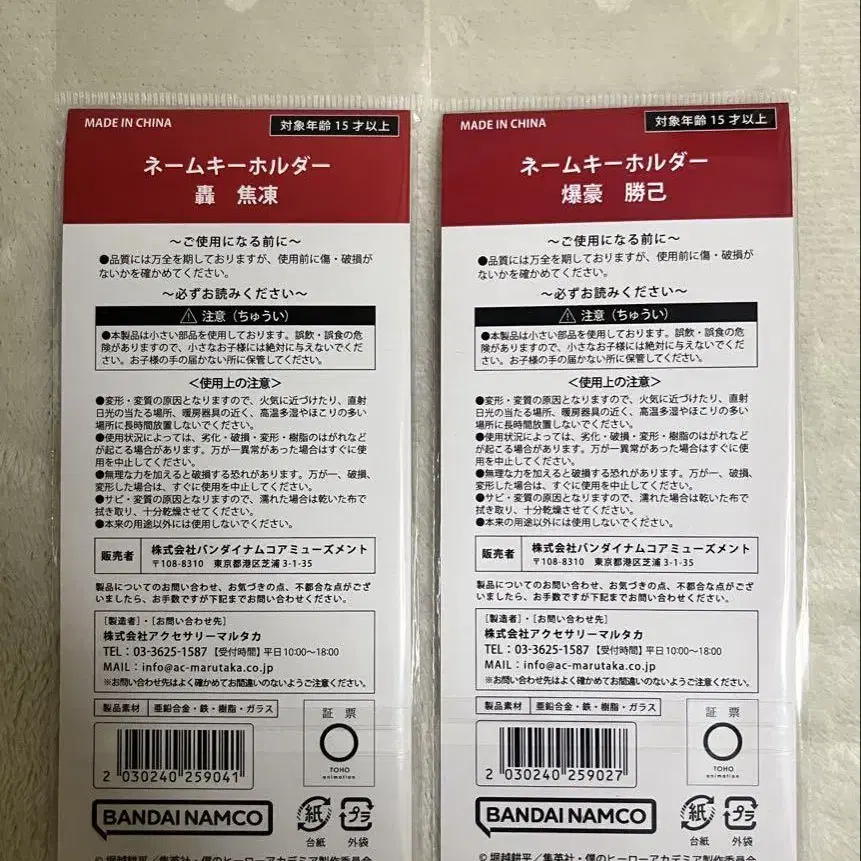 MADE IN CHINA
対象年齢 15 才以上
ネームキーホルダー
轟　焦凍
～ご使用になる前に～
●品質には万全を期しておりますが、使用前に傷・破損が
ないかを確かめてください。
～必ずお読みください～
⚠ 注意（ちゅうい）
●本製品は小さい部品を使用しております。誤飲・誤食の危
険がありますので、小さなお子様には絶対に与えないでくだ
さい。お子様の手の届かない所に保管してください。
＜使用上の注意＞
●変形・変質の原因となりますので、火気に近づけたり、直射
日光の当たる場所、暖房器具の近く、高温多湿やほこりの多い
場所に長時間放置しないでください。
●使用状況によっては、劣化・破損・変形・樹脂のはがれなど
が起こる場合があります。万が一異常があった場合はすぐに使
用を中止してください。
●無理な力を加えると破損する恐れがあります。万が一、破損、
変形した場合は、すぐに使用を中止してください。
●サビ・変質の原因となりますので、濡れた場合は乾いた布で
拭き取り、十分乾燥させてください。
●本来の用途以外には使用しないでください。
販売者
株式会社バンダイナムコアミューズメント
〒108-8310　東京都港区芝浦 3-1-35
製品についてのお問い合わせ、お気づきの点、不都合な点がござ
いましたら、お手数ですが下記までお問い合わせください。
［製造者］・［お問い合わせ先］
株式会社アクセサリーマルタカ
TEL：03-3625-1587【受付時間】平日 10:00～18:00
MAIL：info@ac-marutaka.co.jp
※お問い合わせ先はよく確かめてお間違いのないようご注意ください。
製品素材　亜鉛合金・鉄・樹脂・ガラス
証　票
TOHO
animation
2 030240 259041
BANDAI NAMCO
紙
台紙
プラ
外袋
© 堀越耕平／集英社・僕のヒーローアカデミア製作委員会
MADE IN CHINA
対象年齢 15 才以上
ネームキーホルダー
爆豪　勝己
～ご使用になる前に～
●品質には万全を期しておりますが、使用前に傷・破損が
ないかを確かめてください。
～必ずお読みください～
⚠ 注意（ちゅうい）
●本製品は小さい部品を使用しております。誤飲・誤食の危
険がありますので、小さなお子様には絶対に与えないでくだ
さい。お子様の手の届かない所に保管してください。
＜使用上の注意＞
●変形・変質の原因となりますので、火気に近づけたり、直射
日光の当たる場所、暖房器具の近く、高温多湿やほこりの多い
場所に長時間放置しないでください。
●使用状況によっては、劣化・破損・変形・樹脂のはがれなど
が起こる場合があります。万が一異常があった場合はすぐに使
用を中止してください。
●無理な力を加えると破損する恐れがあります。万が一、破損、
変形した場合は、すぐに使用を中止してください。
●サビ・変質の原因となりますので、濡れた場合は乾いた布で
拭き取り、十分乾燥させてください。
●本来の用途以外には使用しないでください。
販売者
株式会社バンダイナムコアミューズメント
〒108-8310　東京都港区芝浦 3-1-35
製品についてのお問い合わせ、お気づきの点、不都合な点がござ
いましたら、お手数ですが下記までお問い合わせください。
［製造者］・［お問い合わせ先］
株式会社アクセサリーマルタカ
TEL：03-3625-1587【受付時間】平日 10:00～18:00
MAIL：info@ac-marutaka.co.jp
※お問い合わせ先はよく確かめてお間違いのないようご注意ください。
製品素材　亜鉛合金・鉄・樹脂・ガラス
証　票
TOHO
animation
2 030240 259027
BANDAI NAMCO
紙
台紙
プラ
外袋
© 堀越耕平／集英社・僕のヒーローアカデミア製作委員会